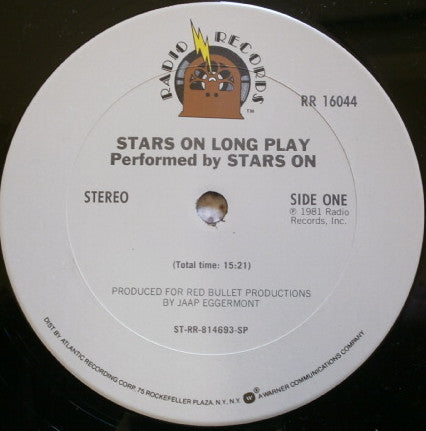 RADIO RECORDS
TM
RR 16044
STARS ON LONG PLAY
Performed by STARS ON
STEREO
SIDE ONE
℗ 1981 Radio
Records, Inc.
(Total time: 15:21)
PRODUCED FOR RED BULLET PRODUCTIONS
BY JAAP EGGERMONT
ST-RR-814693-SP
DIST BY ATLANTIC RECORDING CORP. 75 ROCKEFELLER PLAZA, N.Y. N.Y. W ® A WARNER COMMUNICATIONS COMPANY